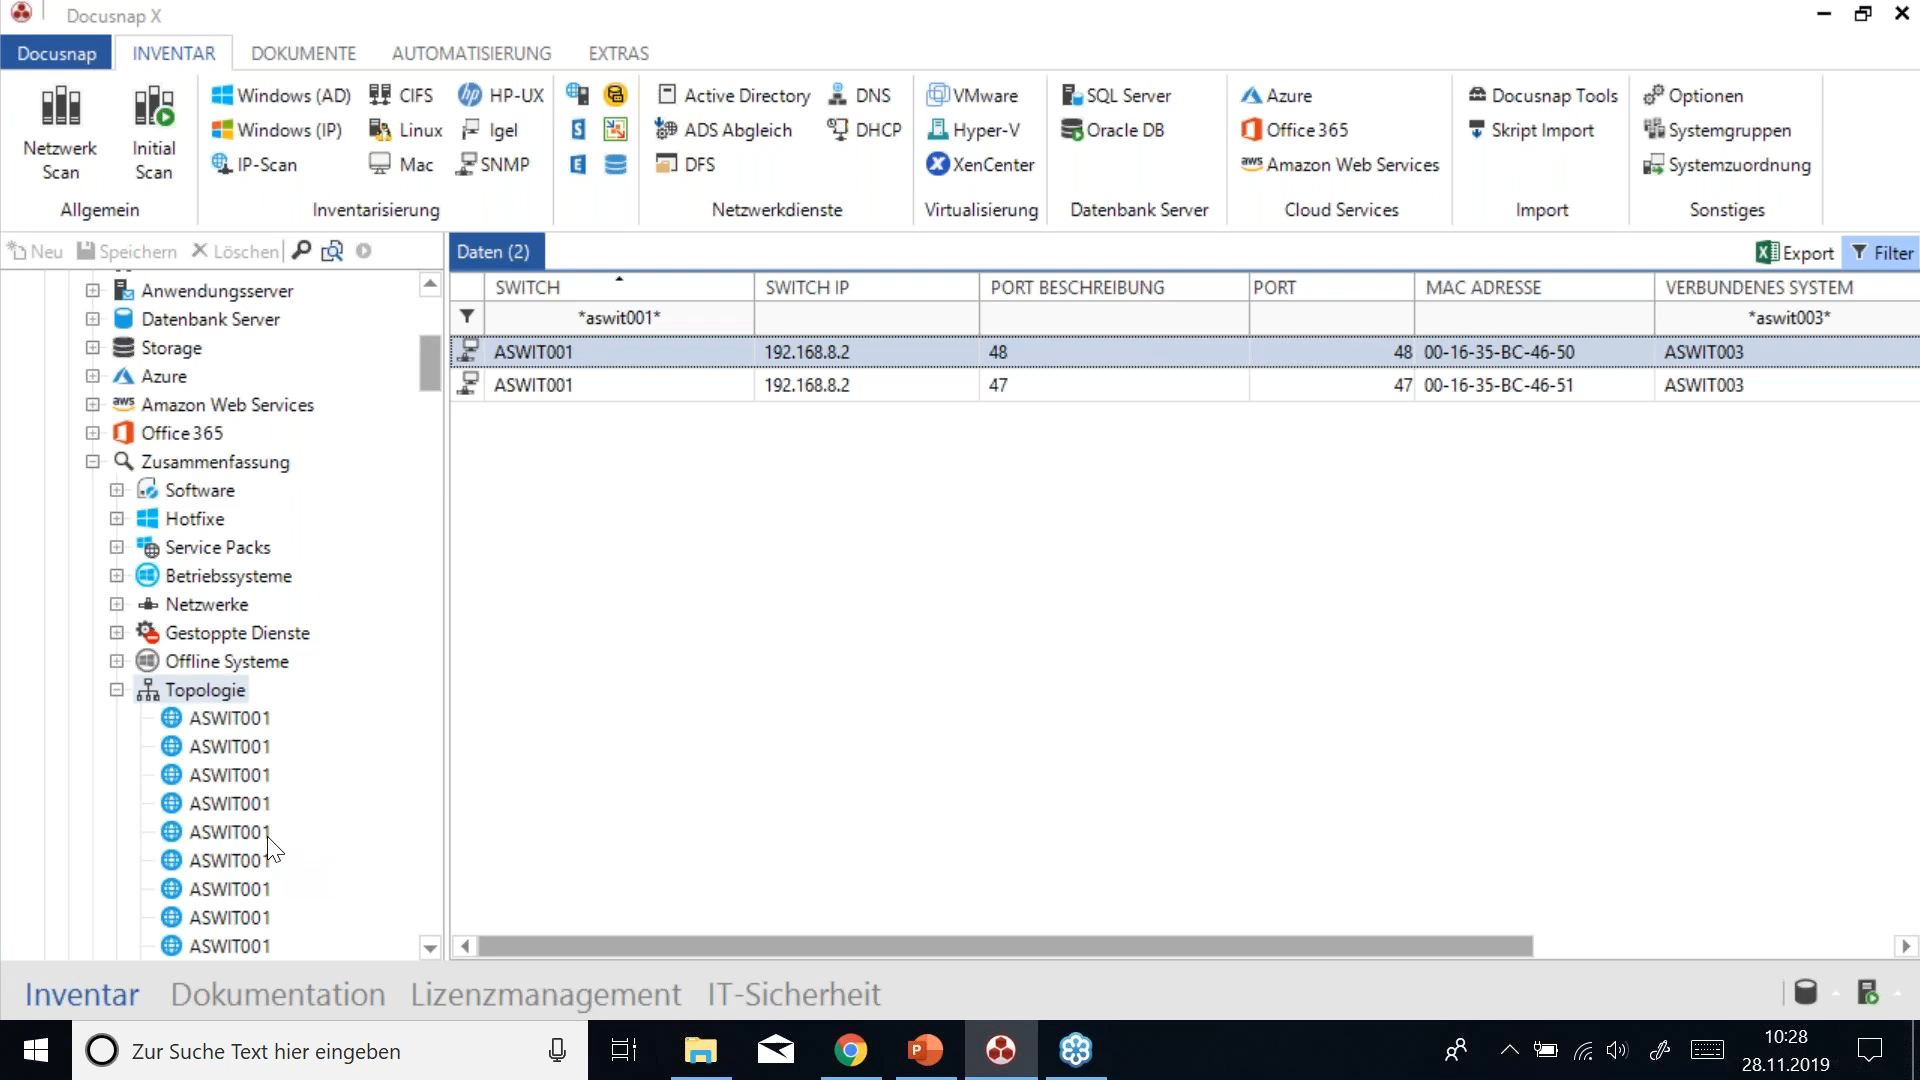 Docusnap X
Docusnap INVENTAR DOKUMENTE AUTOMATISIERUNG EXTRAS
Netzwerk Scan
Initial Scan
Allgemein
Windows (AD) CIFS HP-UX
Windows (IP) Linux Igel
IP-Scan Mac SNMP
Inventarisierung
Active Directory DNS
ADS Abgleich DHCP
DFS
Netzwerkdienste
VMware
Hyper-V
XenCenter
Virtualisierung
SQL Server
Oracle DB
Datenbank Server
Azure
Office 365
aws Amazon Web Services
Cloud Services
Docusnap Tools
Skript Import
Import
Optionen
Systemgruppen
Systemzuordnung
Sonstiges
Neu Speichern Löschen
Anwendungsserver
Datenbank Server
Storage
Azure
aws Amazon Web Services
Office 365
Zusammenfassung
Software
Hotfixe
Service Packs
Betriebssysteme
Netzwerke
Gestoppte Dienste
Offline Systeme
Topologie
ASWIT001
ASWIT001
ASWIT001
ASWIT001
ASWIT001
ASWIT001
ASWIT001
ASWIT001
ASWIT001
Daten (2) Export Filter
SWITCH SWITCH IP PORT BESCHREIBUNG PORT MAC ADRESSE VERBUNDENES SYSTEM
*aswit001* *aswit003*
ASWIT001 192.168.8.2 48 48 00-16-35-BC-46-50 ASWIT003
ASWIT001 192.168.8.2 47 47 00-16-35-BC-46-51 ASWIT003
Inventar Dokumentation Lizenzmanagement IT-Sicherheit
Zur Suche Text hier eingeben
10:28
28.11.2019